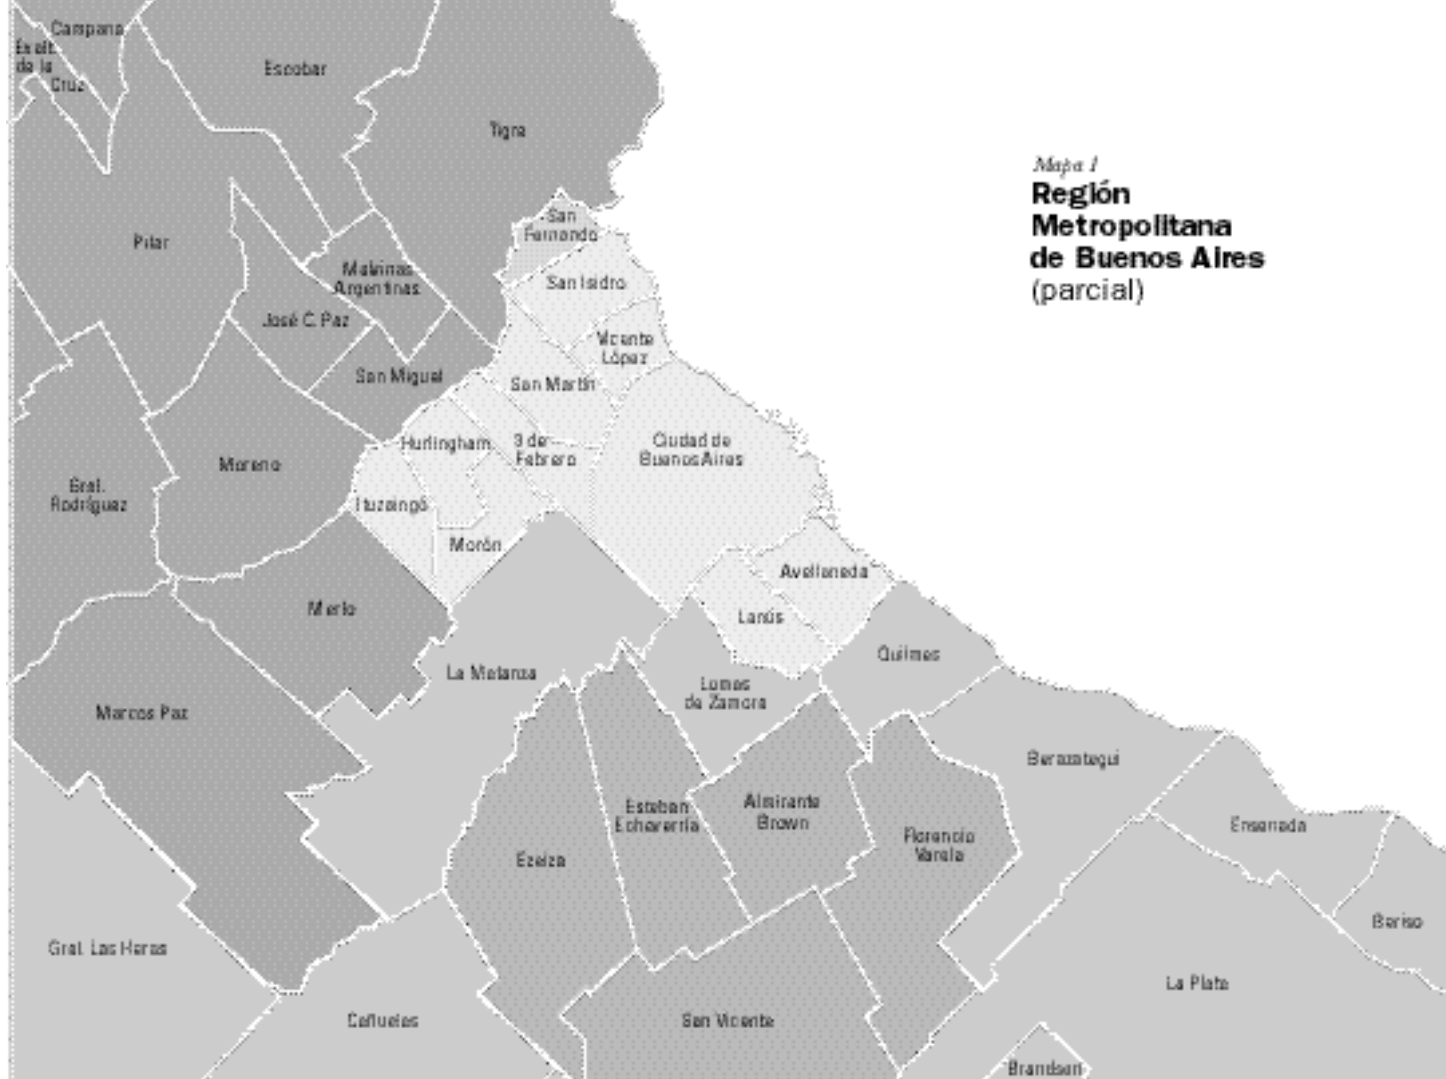 Campana
Exalt.
de la
Cruz
Escobar
Tigre
Mapa 1
Región
Metropolitana
de Buenos Aires
(parcial)
San
Fernando
Pilar
Malvinas
Argentinas
San Isidro
José C. Paz
Vicente
López
San Miguel
San Martín
Hurlingham
3 de
Febrero
Ciudad de
Buenos Aires
Moreno
Gral.
Rodríguez
Ituzaingó
Morón
Avellaneda
Merlo
Lanús
Quilmes
La Matanza
Lomas
de Zamora
Marcos Paz
Berazategui
Esteban
Echeverría
Almirante
Brown
Florencio
Varela
Ensenada
Ezeiza
Beriso
Gral. Las Heras
La Plata
Cañuelas
San Vicente
Brandsen